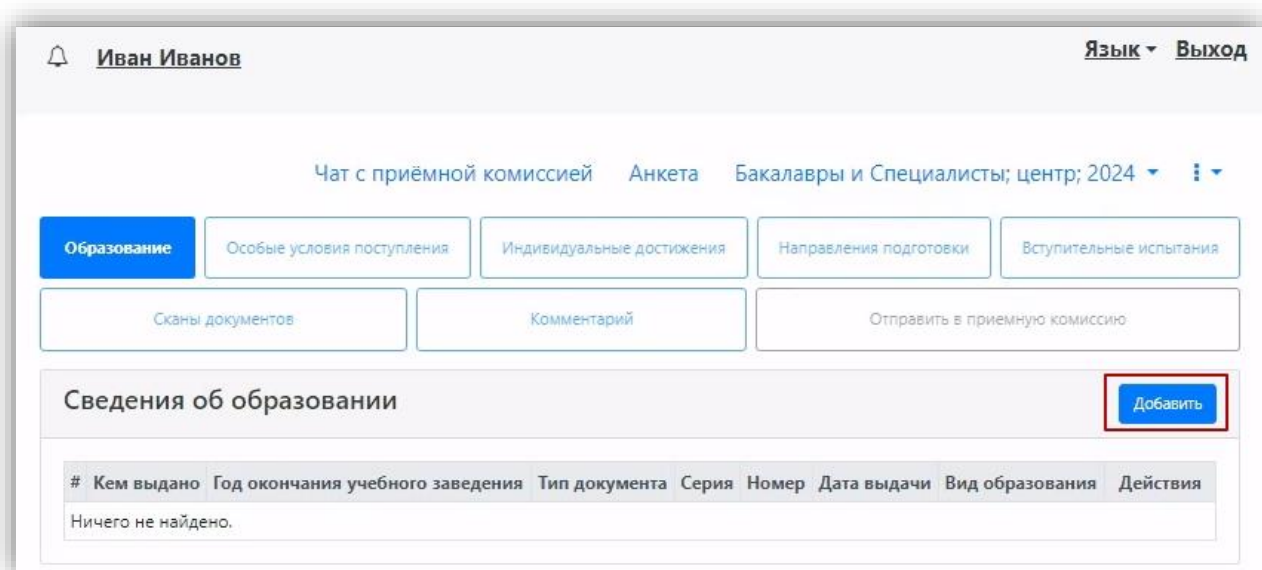 Иван Иванов Язык Выход
Чат с приёмной комиссией Анкета Бакалавры и Специалисты; центр; 2024
Образование Особые условия поступления Индивидуальные достижения Направления подготовки Вступительные испытания
Сканы документов Комментарий Отправить в приемную комиссию
Сведения об образовании Добавить
# Кем выдано Год окончания учебного заведения Тип документа Серия Номер Дата выдачи Вид образования Действия
Ничего не найдено.